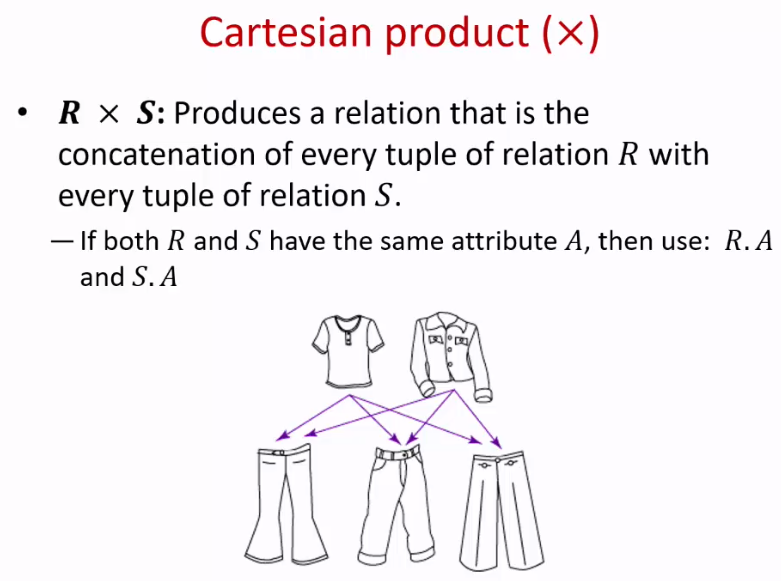 Cartesian product (×)
• R × S: Produces a relation that is the
concatenation of every tuple of relation R with
every tuple of relation S.
— If both R and S have the same attribute A, then use: R.A
and S.A